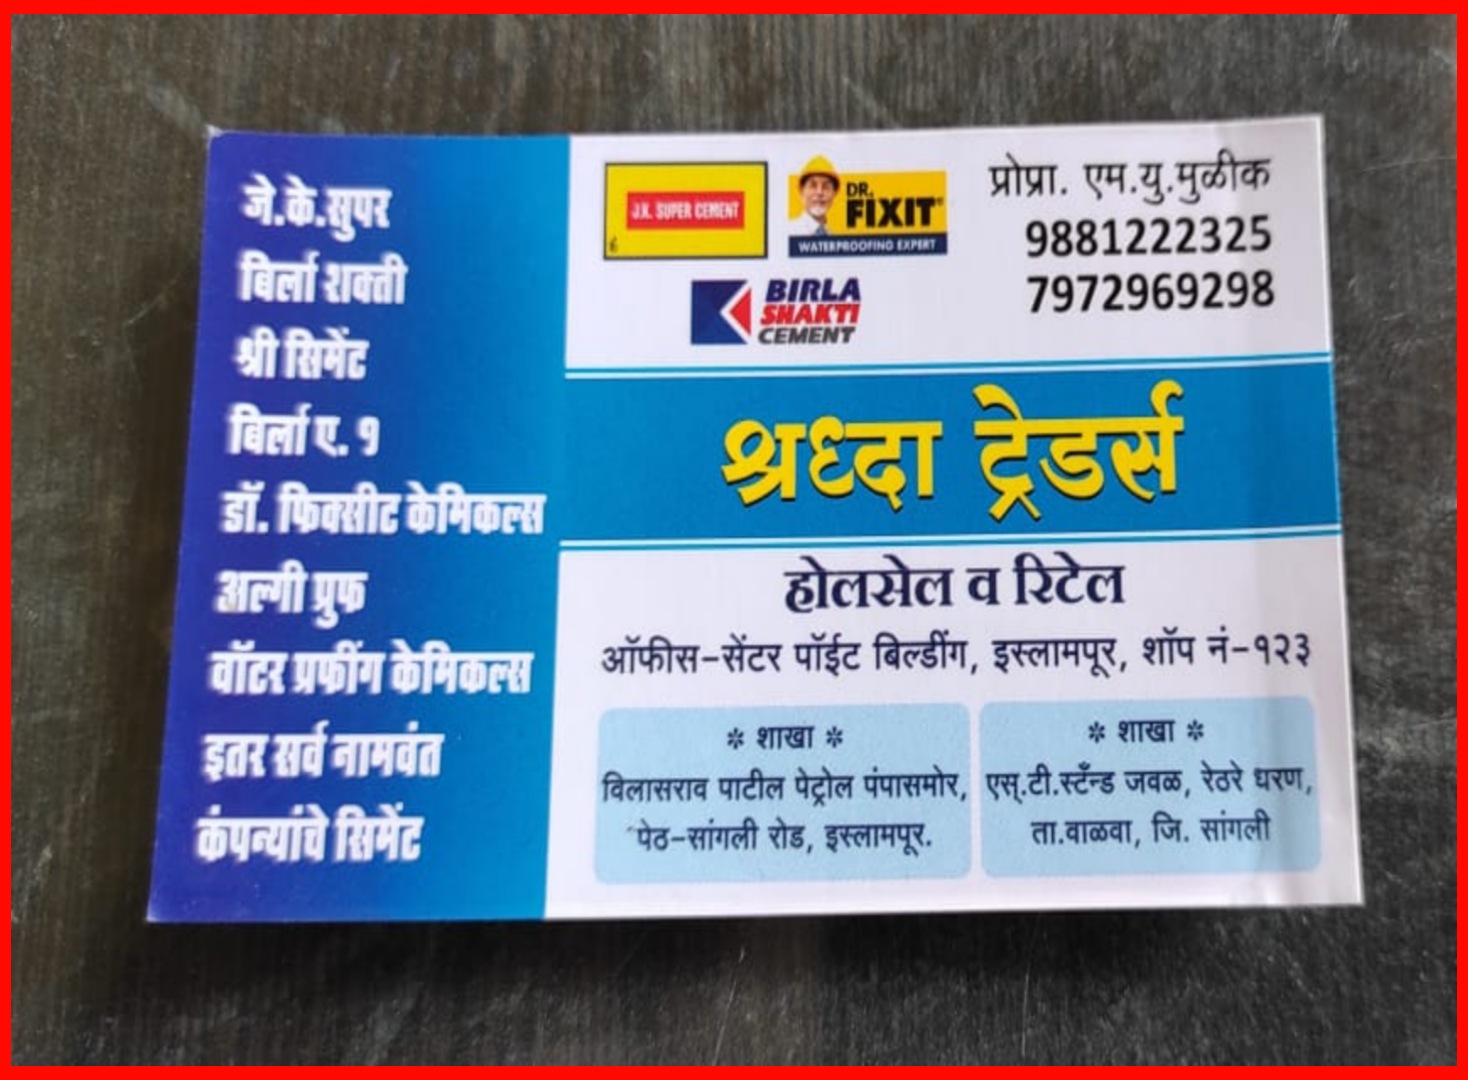 जे.के.सुपर
बिर्ला शक्ती
श्री सिमेंट
बिर्ला ए. १
डॉ. फिक्सीट केमिकल्स
अल्गी प्रुफ
वॉटर प्रफींग केमिकल्स
इतर सर्व नामवंत
कंपन्यांचे सिमेंट
J.K. SUPER CEMENT
DR.
FIXIT
WATERPROOFING EXPERT
BIRLA
SHAKTI
CEMENT
प्रोप्रा. एम.यु.मुळीक
9881222325
7972969298
श्रध्दा ट्रेडर्स
होलसेल व रिटेल
ऑफीस-सेंटर पॉईट बिल्डींग, इस्लामपूर, शॉप नं-१२३
* शाखा *
विलासराव पाटील पेट्रोल पंपासमोर,
पेठ-सांगली रोड, इस्लामपूर.
* शाखा *
एस्.टी.स्टँन्ड जवळ, रेठरे धरण,
ता.वाळवा, जि. सांगली